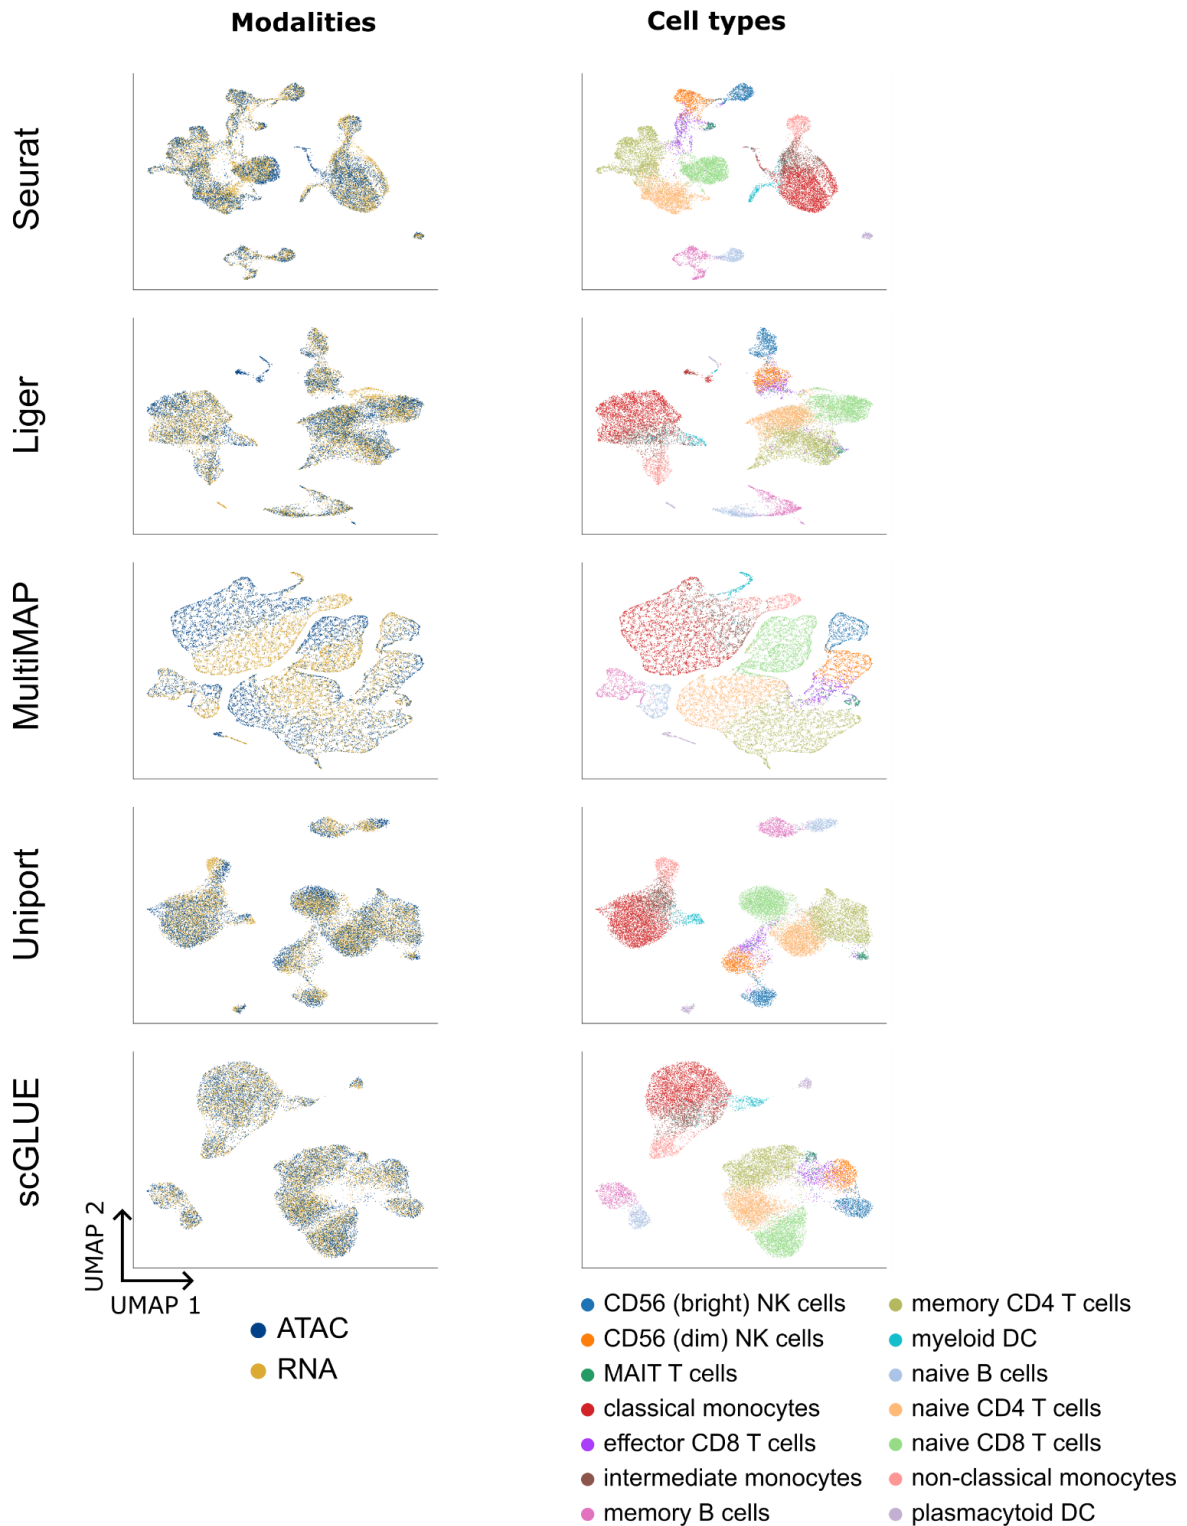 Modalities
Cell types
Seurat
Liger
MultiMAP
Uniport
scGLUE
UMAP 2
UMAP 1
ATAC
RNA
CD56 (bright) NK cells
CD56 (dim) NK cells
MAIT T cells
classical monocytes
effector CD8 T cells
intermediate monocytes
memory B cells
memory CD4 T cells
myeloid DC
naive B cells
naive CD4 T cells
naive CD8 T cells
non-classical monocytes
plasmacytoid DC